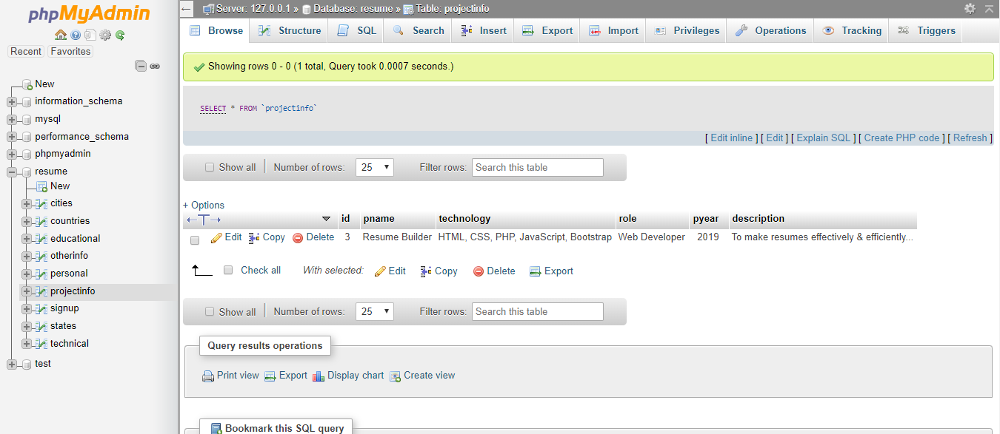 phpMyAdmin
Recent Favorites
New
information_schema
mysql
performance_schema
phpmyadmin
resume
New
cities
countries
educational
otherinfo
personal
projectinfo
signup
states
technical
test
Server: 127.0.0.1 » Database: resume » Table: projectinfo
Browse Structure SQL Search Insert Export Import Privileges Operations Tracking Triggers
Showing rows 0 - 0 (1 total, Query took 0.0007 seconds.)
SELECT * FROM `projectinfo`
[ Edit inline ] [ Edit ] [ Explain SQL ] [ Create PHP code ] [ Refresh ]
Show all Number of rows: 25 Filter rows: Search this table
+ Options
id pname technology role pyear description
Edit Copy Delete 3 Resume Builder HTML, CSS, PHP, JavaScript, Bootstrap Web Developer 2019 To make resumes effectively & efficiently...
Check all With selected: Edit Copy Delete Export
Show all Number of rows: 25 Filter rows: Search this table
Query results operations
Print view Export Display chart Create view
Bookmark this SQL query